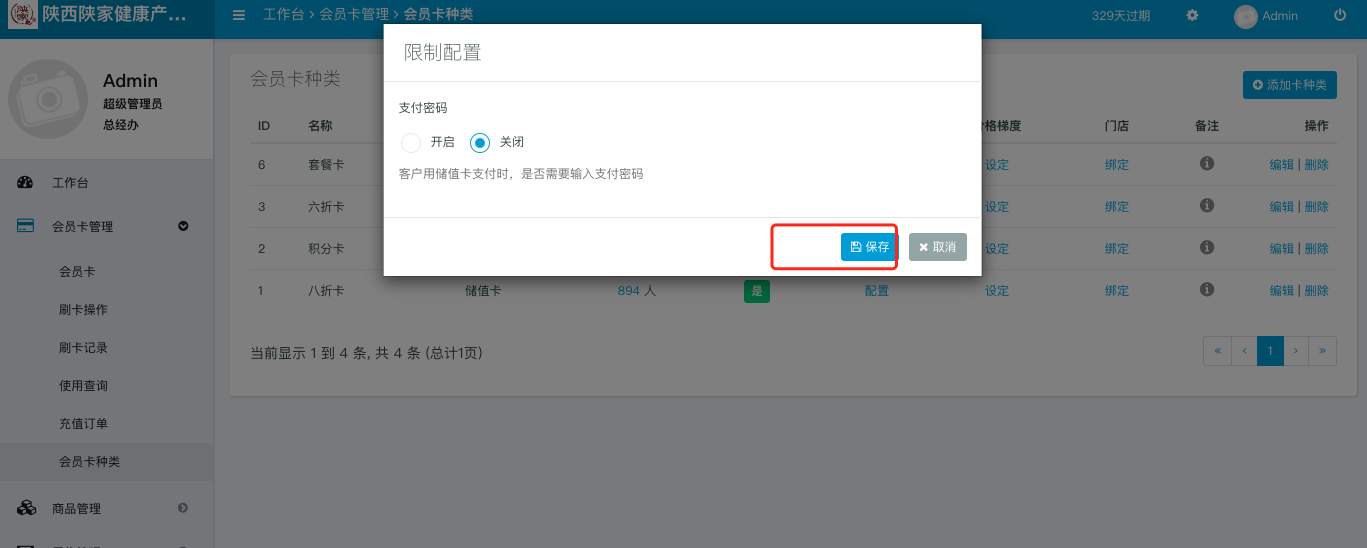 陕西陕家健康产...
工作台 > 会员卡管理 > 会员卡种类
329天过期
Admin
Admin
超级管理员
总经办
工作台
会员卡管理
会员卡
刷卡操作
刷卡记录
使用查询
充值订单
会员卡种类
商品管理
会员卡种类
添加卡种类
限制配置
支付密码
开启 关闭
客户用储值卡支付时，是否需要输入支付密码
保存 取消
ID 名称 价格梯度 门店 备注 操作
6 套餐卡 设定 绑定 编辑 | 删除
3 六折卡 设定 绑定 编辑 | 删除
2 积分卡 设定 绑定 编辑 | 删除
1 八折卡 储值卡 894 人 是 配置 设定 绑定 编辑 | 删除
当前显示 1 到 4 条, 共 4 条 (总计1页)
« ‹ 1 › »